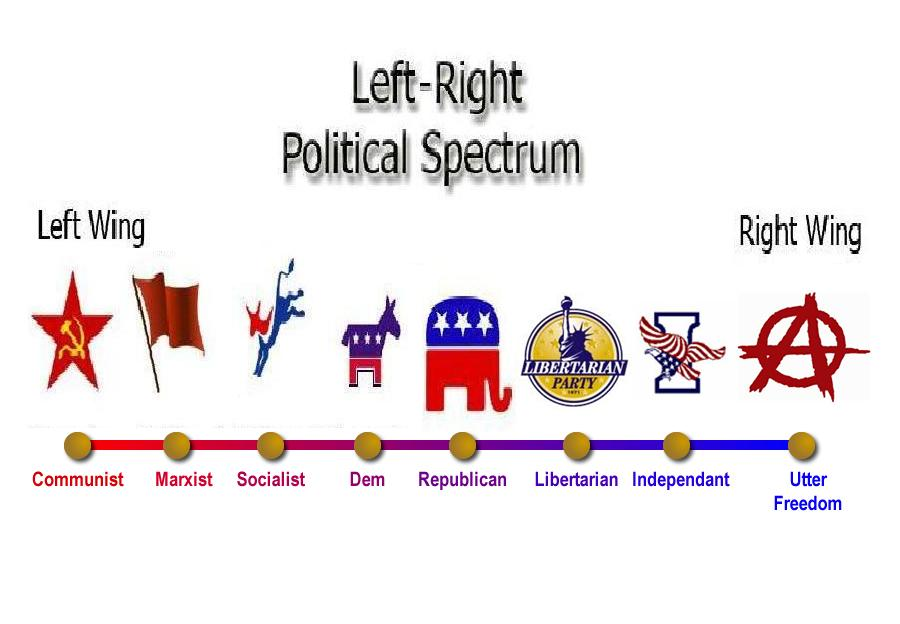 Left-Right
Political Spectrum
Left Wing
Right Wing
LIBERTARIAN
PARTY
1971
Communist
Marxist
Socialist
Dem
Republican
Libertarian
Independant
Utter
Freedom